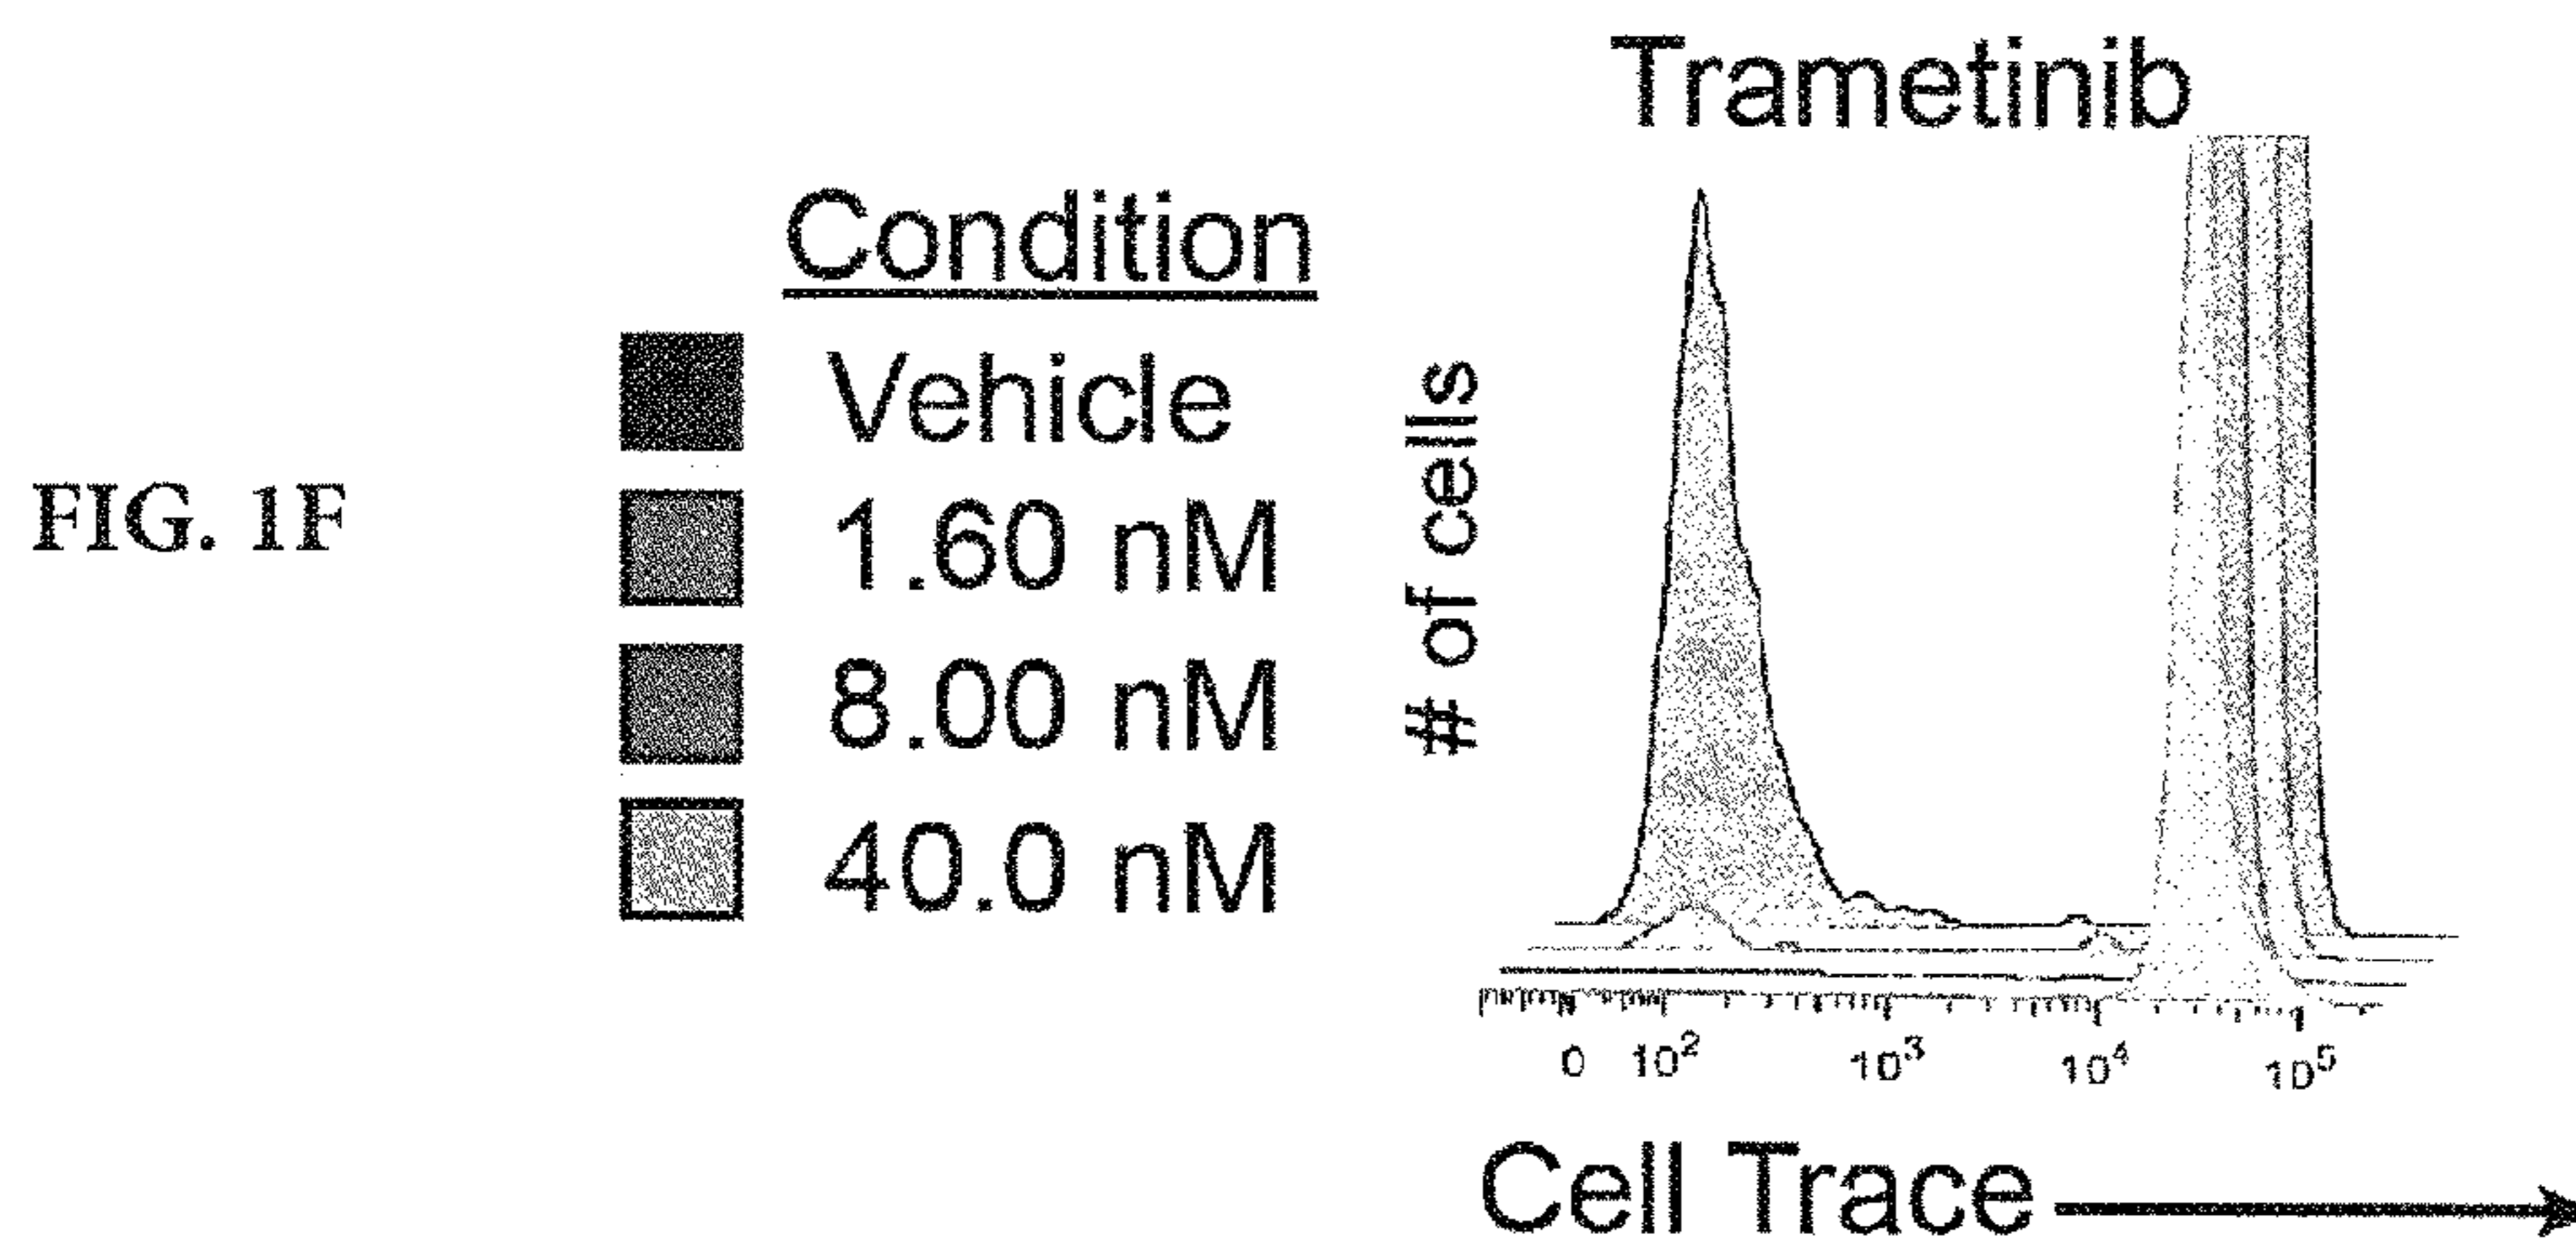 Trametinib
Condition
Vehicle
1.60 nM
8.00 nM
40.0 nM
FIG. 1F
# of cells
0 10² 10³ 10⁴ 10⁵
Cell Trace